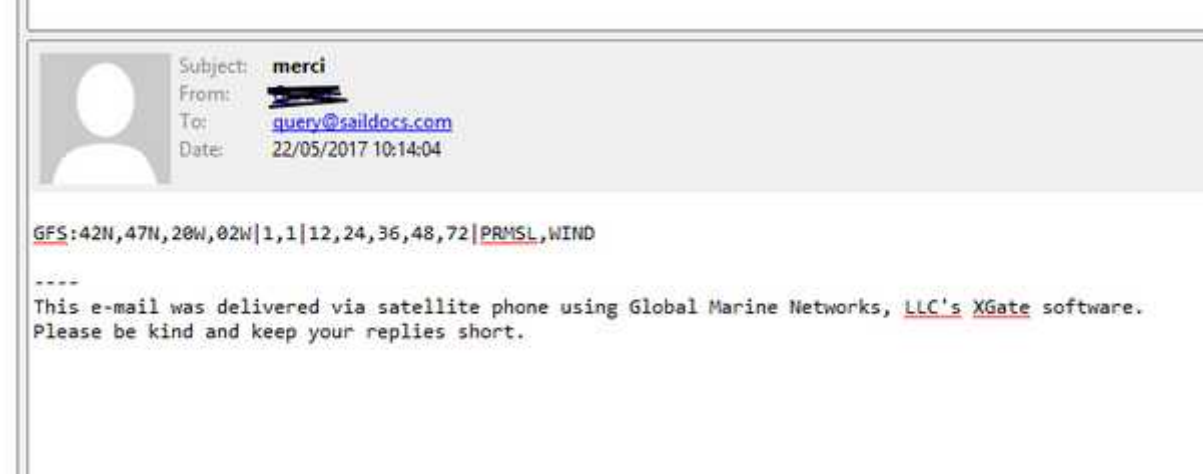 Subject: merci
From:
To: query@saildocs.com
Date: 22/05/2017 10:14:04
GFS:42N,47N,20W,02W|1,1|12,24,36,48,72|PRMSL,WIND
----
This e-mail was delivered via satellite phone using Global Marine Networks, LLC's XGate software.
Please be kind and keep your replies short.